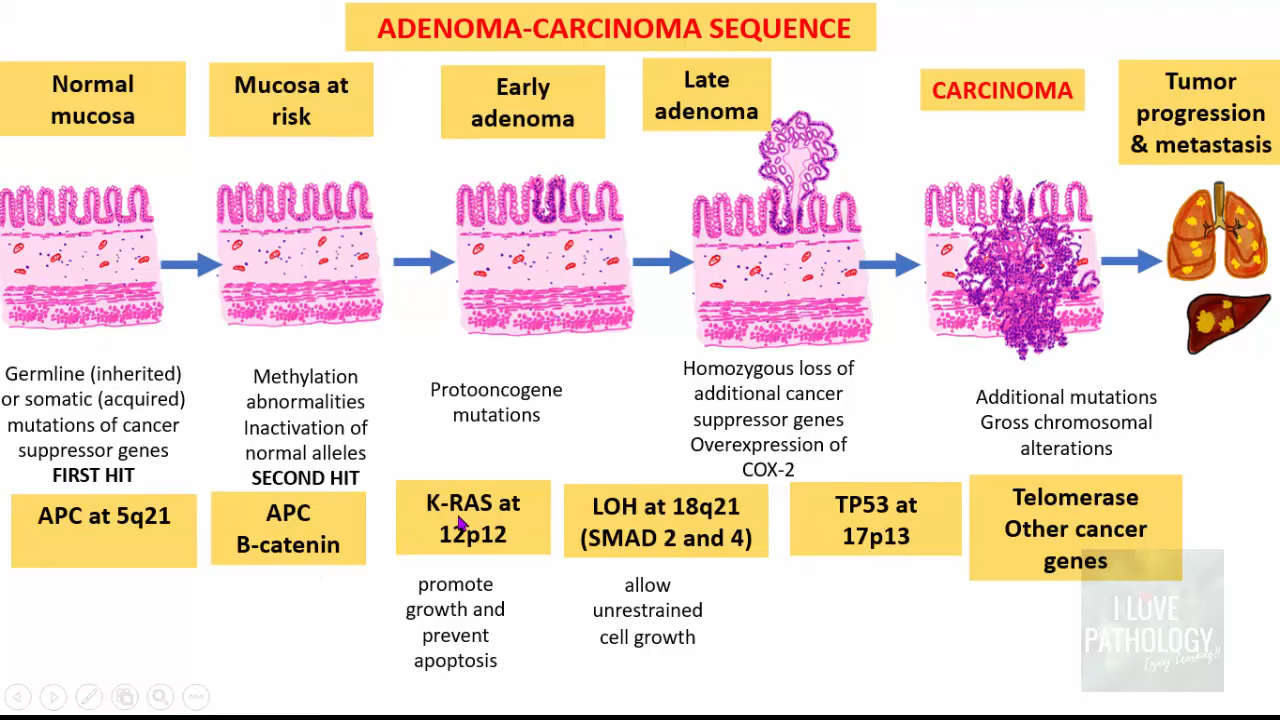 ADENOMA-CARCINOMA SEQUENCE
Normal
mucosa
Mucosa at
risk
Early
adenoma
Late
adenoma
CARCINOMA
Tumor
progression
& metastasis
Germline (inherited)
or somatic (acquired)
mutations of cancer
suppressor genes
FIRST HIT
Methylation
abnormalities
Inactivation of
normal alleles
SECOND HIT
Protooncogene
mutations
Homozygous loss of
additional cancer
suppressor genes
Overexpression of
COX-2
Additional mutations
Gross chromosomal
alterations
APC at 5q21
APC
B-catenin
K-RAS at
12p12
LOH at 18q21
(SMAD 2 and 4)
TP53 at
17p13
Telomerase
Other cancer
genes
promote
growth and
prevent
apoptosis
allow
unrestrained
cell growth
I LOVE
PATHOLOGY
Enjoy Learning!!